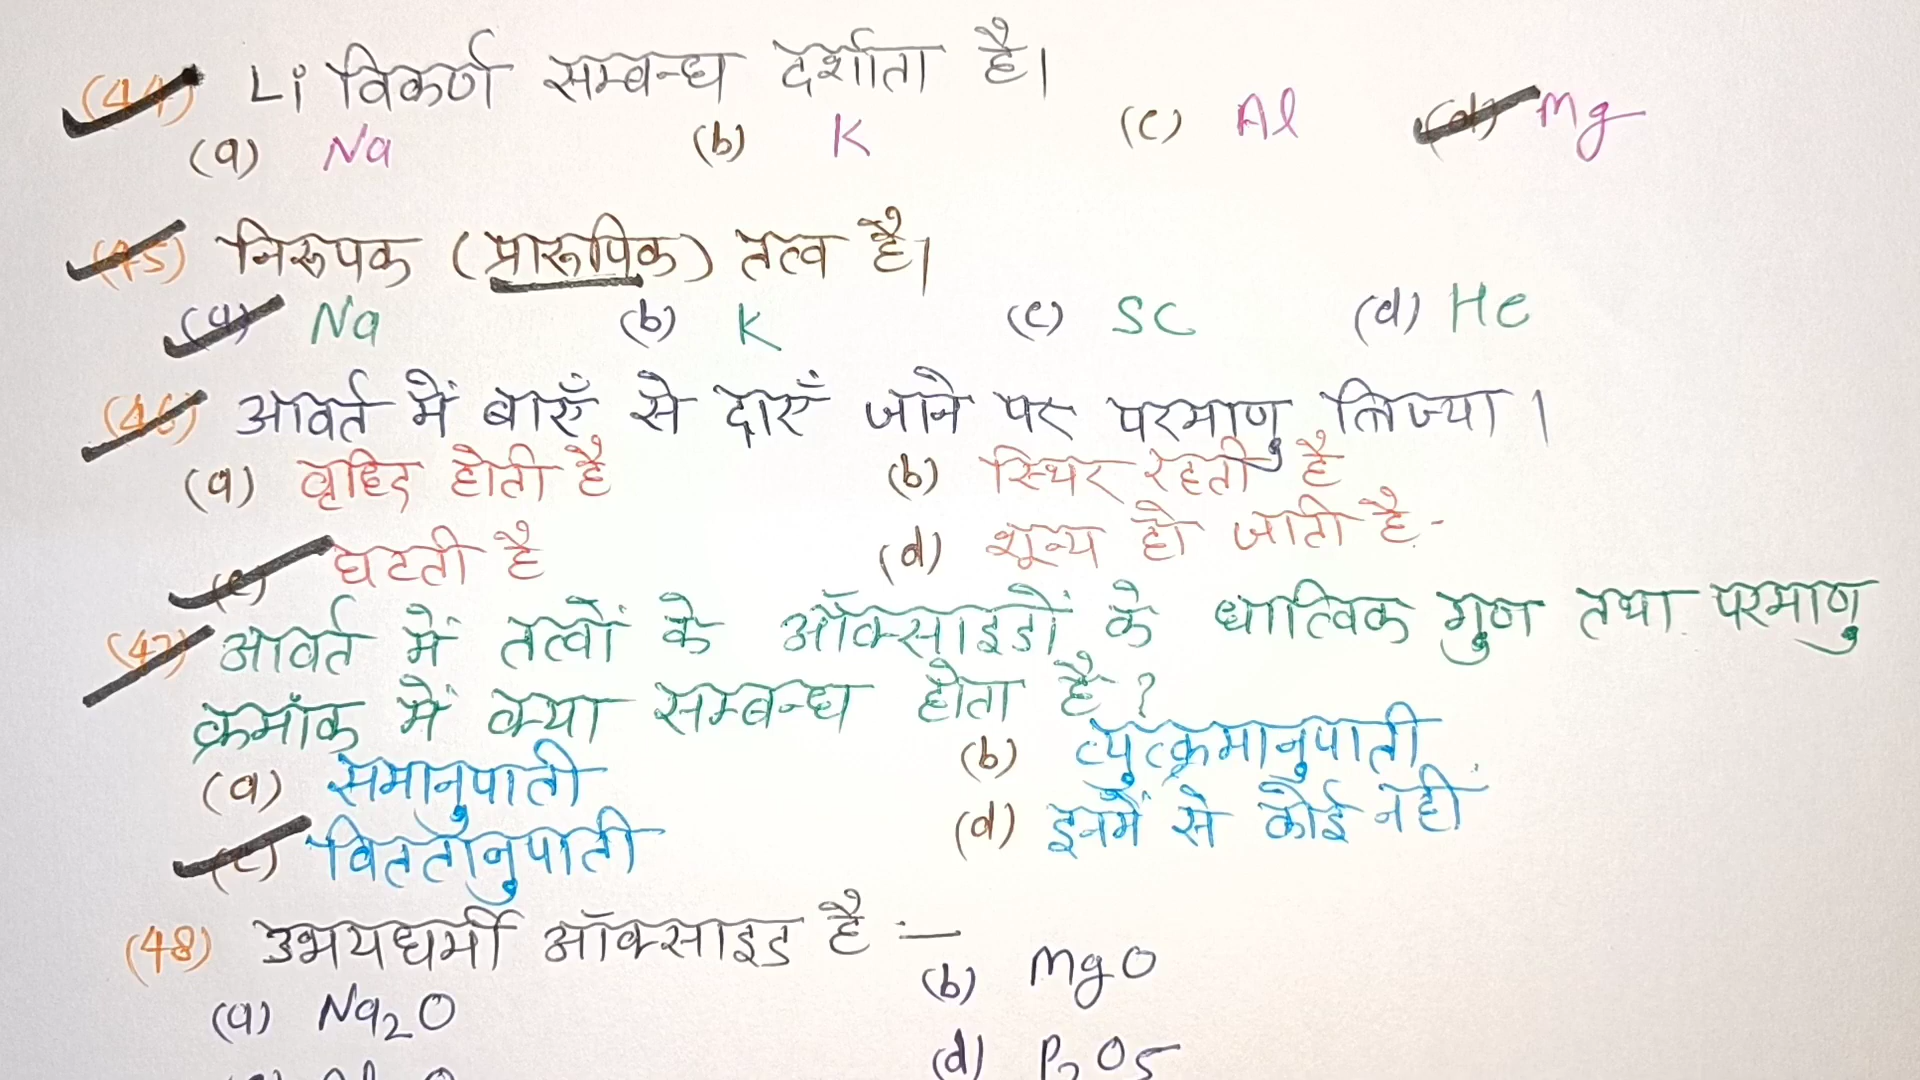 (44) Li विकर्ण सम्बन्ध दर्शाता है।
(a) Na (b) K (c) Al (d) Mg
(45) निरूपक (प्रारूपिक) तत्व है।
(a) Na (b) K (c) SC (d) He
(46) आवर्त में बाएँ से दाएँ जाने पर परमाणु त्रिज्या।
(a) वृद्धि होती है (b) स्थिर रहती है
(c) घटती है (d) शून्य हो जाती है-
(47) आवर्त में तत्वों के ऑक्साइडों के धात्विक गुण तथा परमाणु
क्रमांक में क्या सम्बन्ध होता है?
(a) समानुपाती (b) व्युत्क्रमानुपाती
(c) वितर्तानुपाती (d) इनमें से कोई नहीं
(48) उभयधर्मी ऑक्साइड है :—
(a) Na₂O (b) MgO
(d) P₂O5